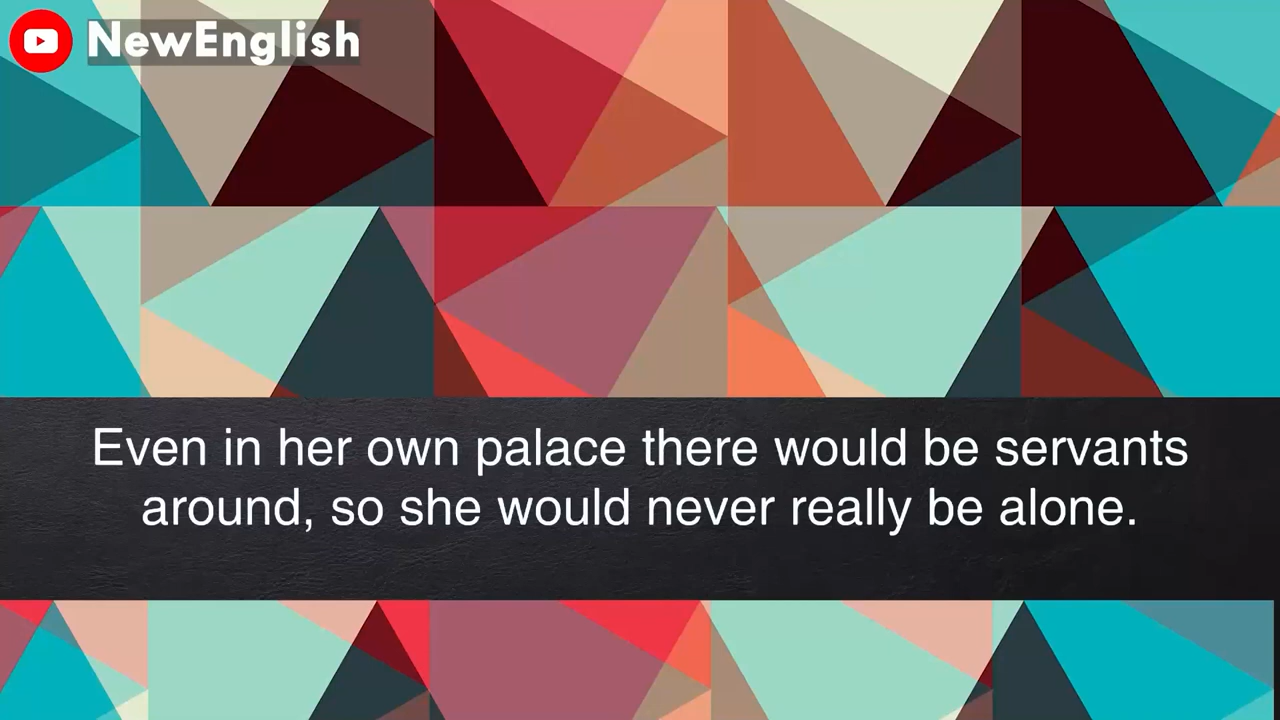 NewEnglish
Even in her own palace there would be servants
around, so she would never really be alone.